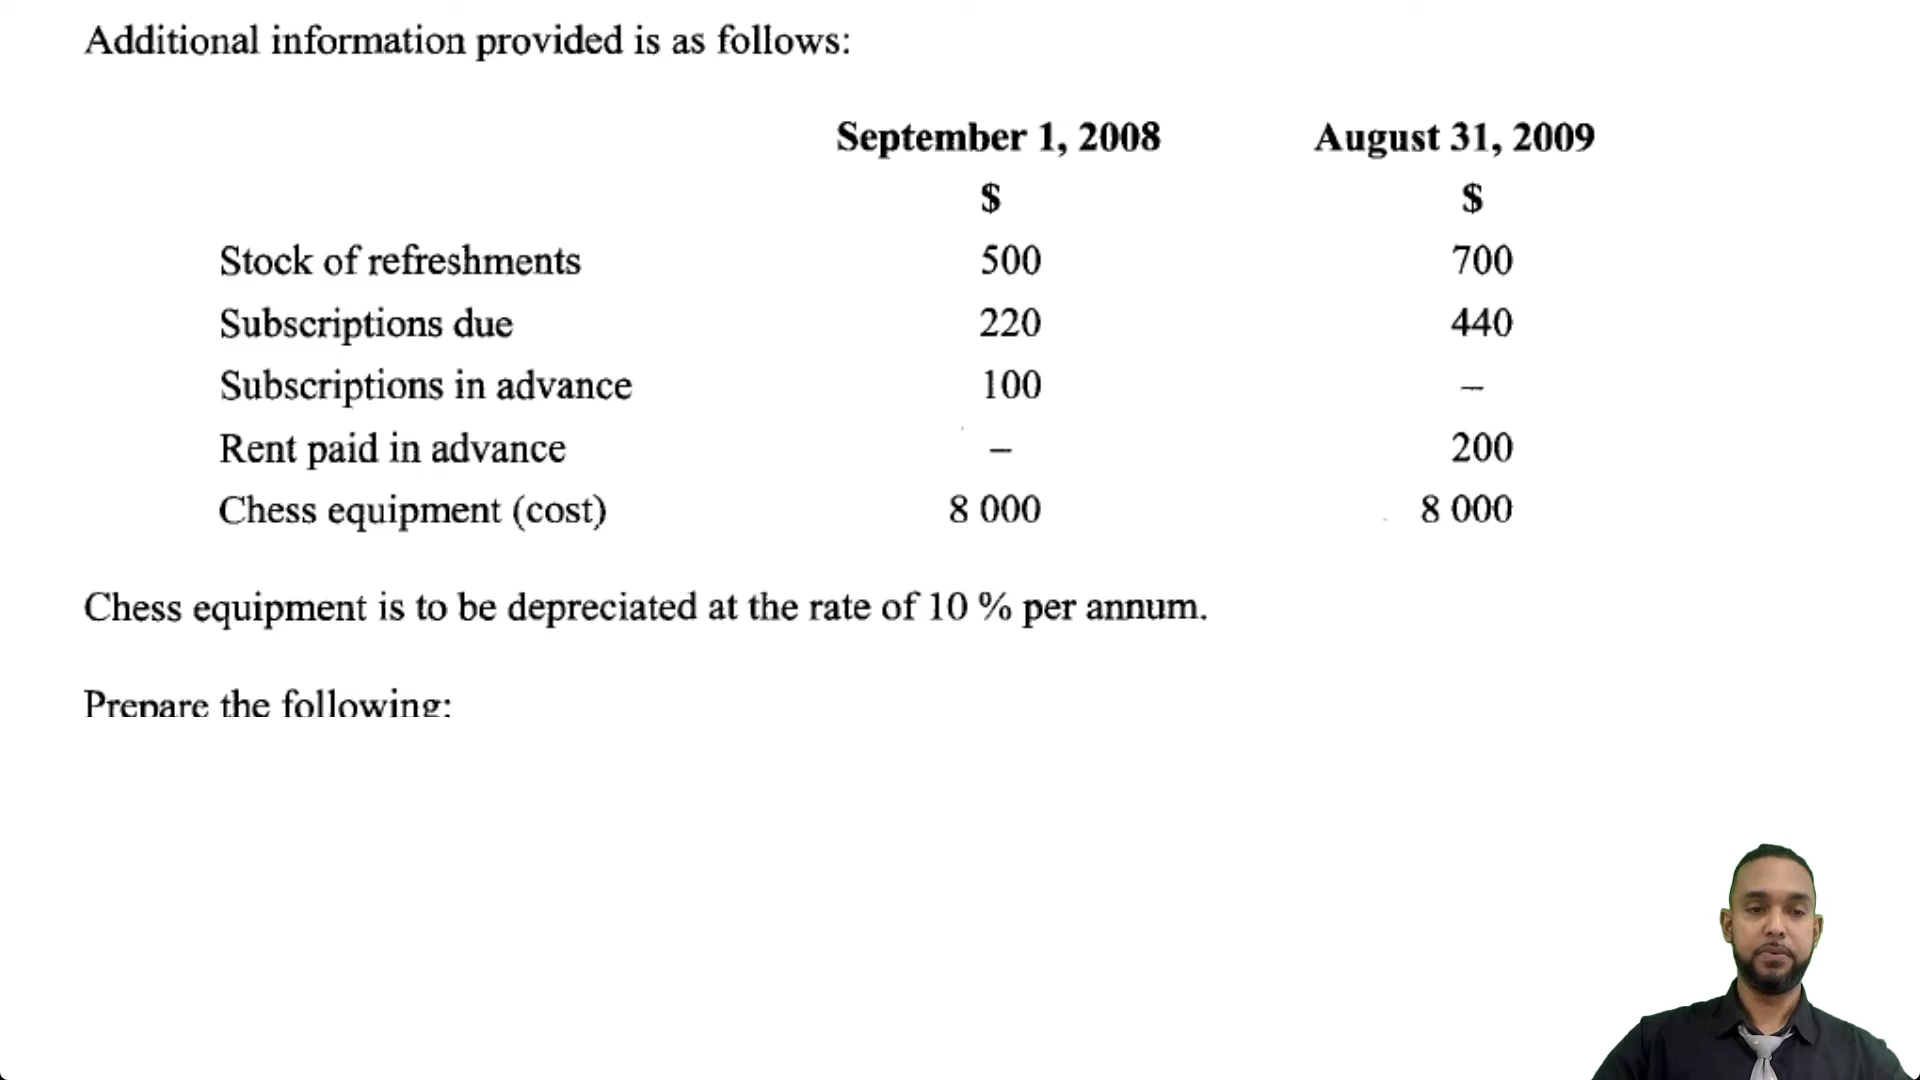 Additional information provided is as follows:
September 1, 2008 August 31, 2009
$ $
Stock of refreshments 500 700
Subscriptions due 220 440
Subscriptions in advance 100 –
Rent paid in advance – 200
Chess equipment (cost) 8 000 8 000
Chess equipment is to be depreciated at the rate of 10 % per annum.
Prepare the following: